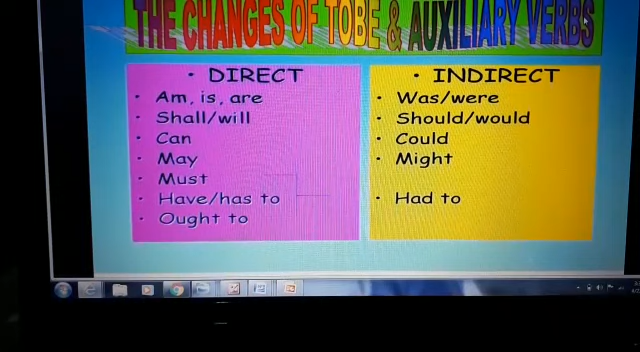 THE CHANGES OF TOBE & AUXILIARY VERBS
• DIRECT
• Am, is, are
• Shall/will
• Can
• May
• Must
• Have/has to
• Ought to
• INDIRECT
• Was/were
• Should/would
• Could
• Might
• Had to